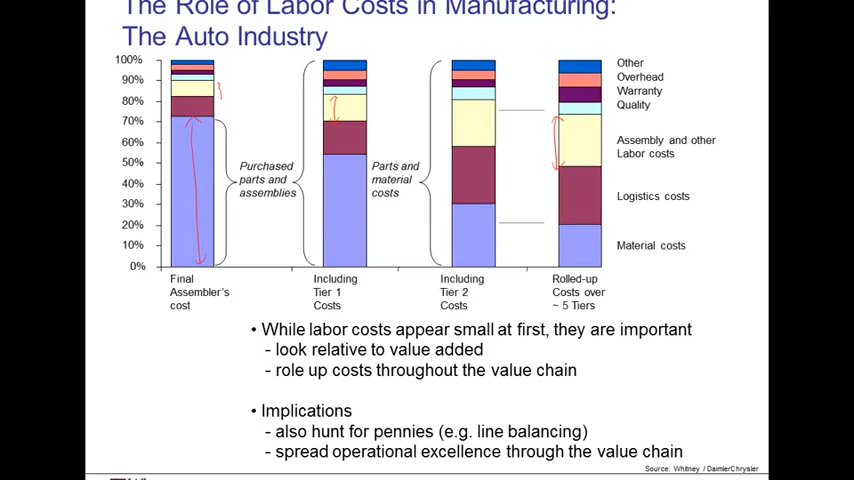 The Role of Labor Costs in Manufacturing:
The Auto Industry
100%
90%
80%
70%
60%
50%
40%
30%
20%
10%
0%
Purchased
parts and
assemblies
Parts and
material
costs
Other
Overhead
Warranty
Quality
Assembly and other
Labor costs
Logistics costs
Material costs
Final
Assembler's
cost
Including
Tier 1
Costs
Including
Tier 2
Costs
Rolled-up
Costs over
~ 5 Tiers
• While labor costs appear small at first, they are important
- look relative to value added
- role up costs throughout the value chain
• Implications
- also hunt for pennies (e.g. line balancing)
- spread operational excellence through the value chain
Source: Whitney / DaimlerChrysler